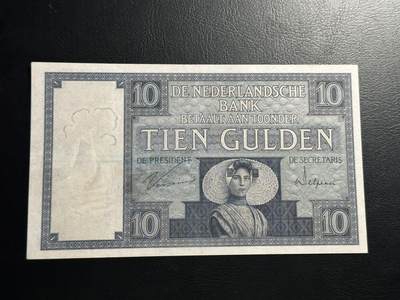 10 DE NEDERLANDSCHE 10
BANK
BETAALT AAN TOONDER
TIEN GULDEN
DE PRESIDENT DE SECRETARIS
10 10